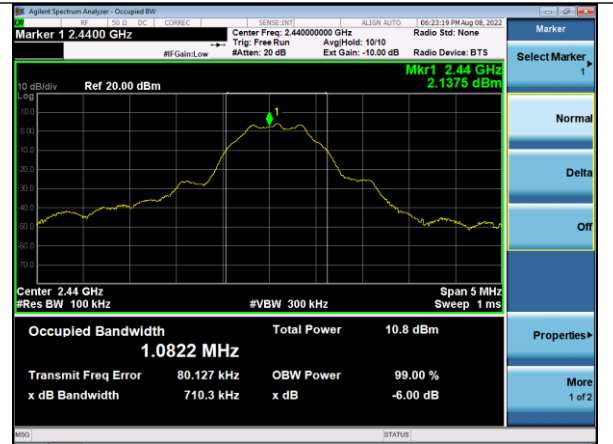 Agilent Spectrum Analyzer - Occupied BW
RF 50 Ω DC CORREC SENSE:INT ALIGN AUTO 06:23:19 PM Aug 08, 2022
Marker 1 2.4400 GHz
Center Freq: 2.440000000 GHz Radio Std: None
Trig: Free Run Avg|Hold: 10/10
#IFGain:Low #Atten: 20 dB Ext Gain: -10.00 dB Radio Device: BTS
Mkr1 2.44 GHz
2.1375 dBm
10 dB/div Ref 20.00 dBm
Log
10.0
0.00
-10.0
-20.0
-30.0
-40.0
-50.0
-60.0
-70.0
1
Center 2.44 GHz Span 5 MHz
#Res BW 100 kHz #VBW 300 kHz Sweep 1 ms
Occupied Bandwidth Total Power 10.8 dBm
1.0822 MHz
Transmit Freq Error 80.127 kHz OBW Power 99.00 %
x dB Bandwidth 710.3 kHz x dB -6.00 dB
MSG STATUS
Marker
Select Marker
1
Normal
Delta
Off
Properties
More
1 of 2